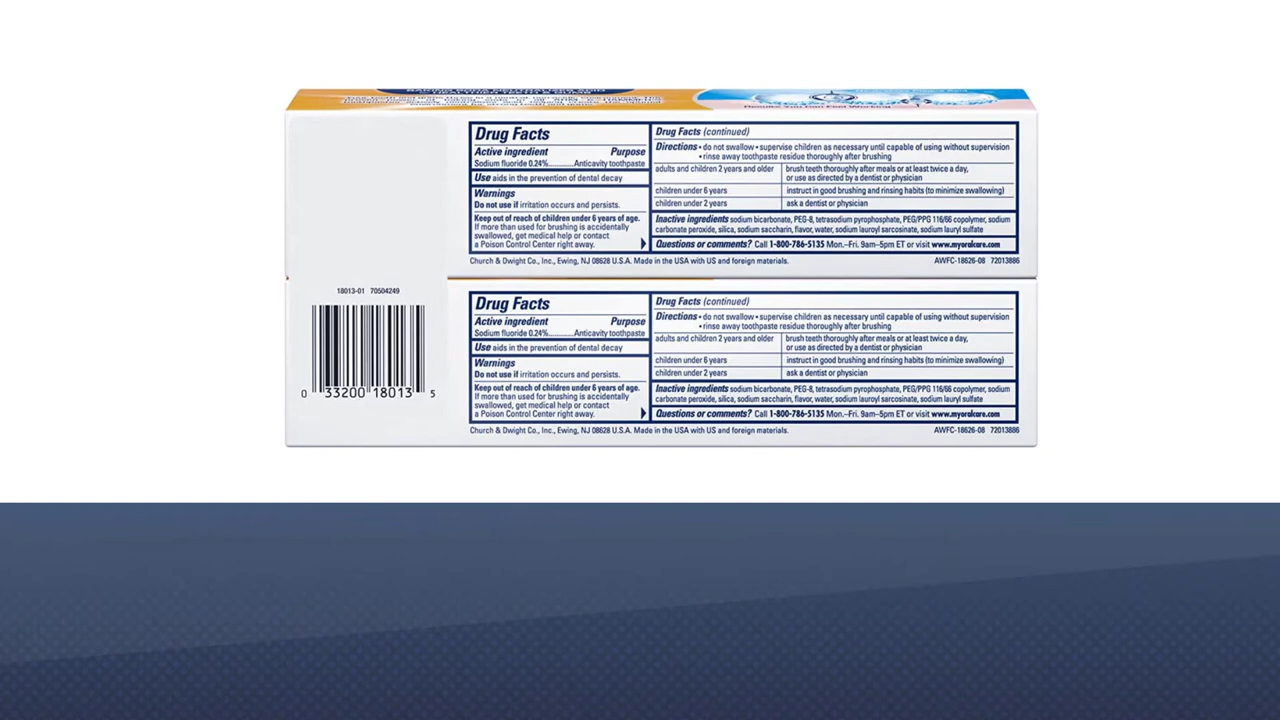 Results You Can Feel Working
Drug Facts
Active ingredient Purpose
Sodium fluoride 0.24%..............Anticavity toothpaste
Use aids in the prevention of dental decay
Warnings
Do not use if irritation occurs and persists.
Keep out of reach of children under 6 years of age.
If more than used for brushing is accidentally
swallowed, get medical help or contact
a Poison Control Center right away.
Drug Facts (continued)
Directions • do not swallow • supervise children as necessary until capable of using without supervision
• rinse away toothpaste residue thoroughly after brushing
adults and children 2 years and older brush teeth thoroughly after meals or at least twice a day,
or use as directed by a dentist or physician
children under 6 years instruct in good brushing and rinsing habits (to minimize swallowing)
children under 2 years ask a dentist or physician
Inactive ingredients sodium bicarbonate, PEG-8, tetrasodium pyrophosphate, PEG/PPG 116/66 copolymer, sodium
carbonate peroxide, silica, sodium saccharin, flavor, water, sodium lauroyl sarcosinate, sodium lauryl sulfate
Questions or comments? Call 1-800-786-5135 Mon.–Fri. 9am–5pm ET or visit www.myoralcare.com
Church & Dwight Co., Inc., Ewing, NJ 08628 U.S.A. Made in the USA with US and foreign materials. AWFC-18626-08 72013886
18013-01 70504249
0 33200 18013 5
Drug Facts
Active ingredient Purpose
Sodium fluoride 0.24%..............Anticavity toothpaste
Use aids in the prevention of dental decay
Warnings
Do not use if irritation occurs and persists.
Keep out of reach of children under 6 years of age.
If more than used for brushing is accidentally
swallowed, get medical help or contact
a Poison Control Center right away.
Drug Facts (continued)
Directions • do not swallow • supervise children as necessary until capable of using without supervision
• rinse away toothpaste residue thoroughly after brushing
adults and children 2 years and older brush teeth thoroughly after meals or at least twice a day,
or use as directed by a dentist or physician
children under 6 years instruct in good brushing and rinsing habits (to minimize swallowing)
children under 2 years ask a dentist or physician
Inactive ingredients sodium bicarbonate, PEG-8, tetrasodium pyrophosphate, PEG/PPG 116/66 copolymer, sodium
carbonate peroxide, silica, sodium saccharin, flavor, water, sodium lauroyl sarcosinate, sodium lauryl sulfate
Questions or comments? Call 1-800-786-5135 Mon.–Fri. 9am–5pm ET or visit www.myoralcare.com
Church & Dwight Co., Inc., Ewing, NJ 08628 U.S.A. Made in the USA with US and foreign materials. AWFC-18626-08 72013886